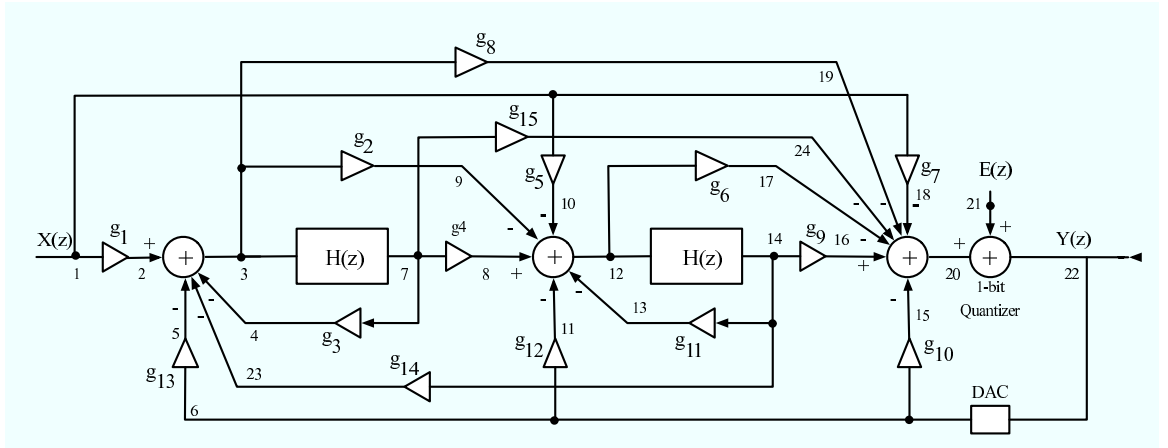 g8
19
g15
g2
g5
24
g6
g7
E(z)
9
10
17
18
21
X(z)
g1
g4
14
g9
16
Y(z)
+
+
H(z)
+
H(z)
+
+
+
+
1
2
3
7
8
+
12
+
20
22
1-bit
Quantizer
13
15
5
4
g3
11
g11
g12
g10
g13
23
g14
DAC
6